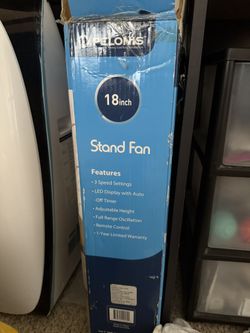 PELONIS
18inch
Stand Fan
Features
• 3 Speed Settings
• LED Display with Auto
-Off Timer
• Adjustable Height
• Full Range Oscillation
• Remote Control
• 1-Year Limited Warranty